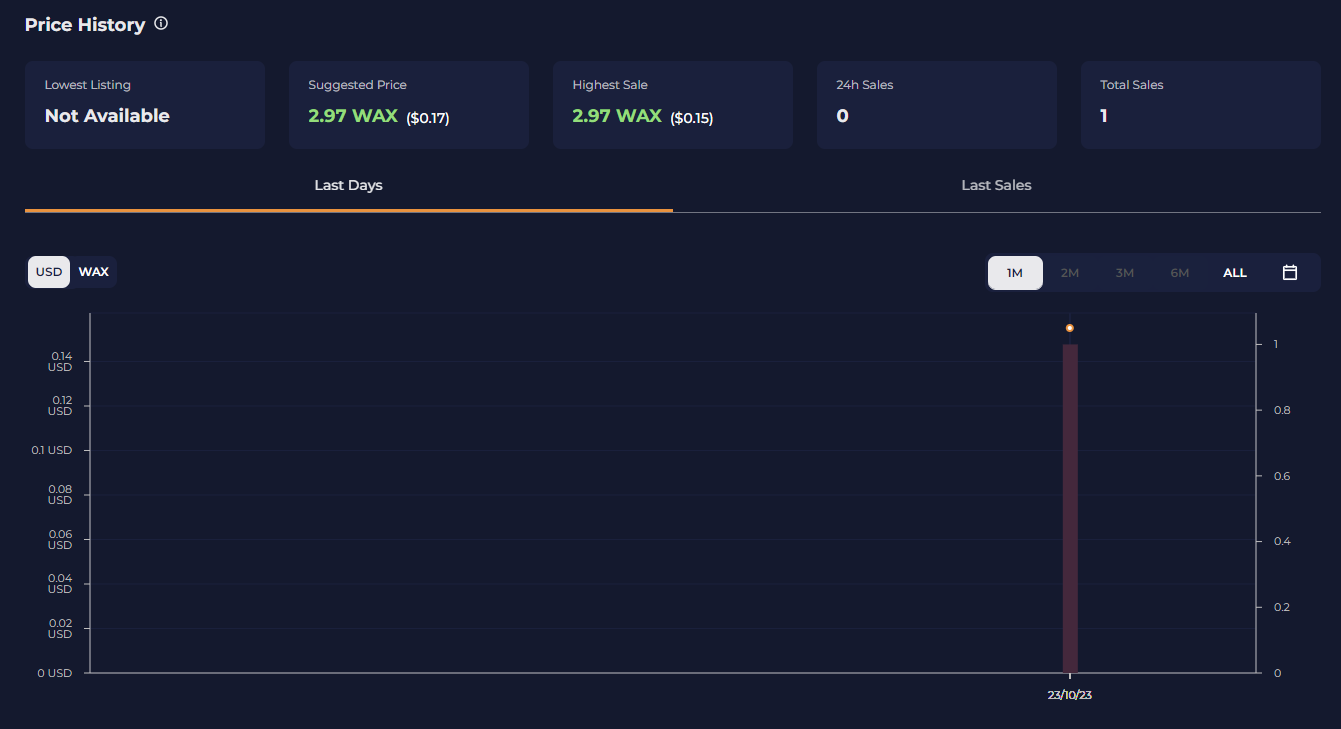 Price History
Lowest Listing
Not Available
Suggested Price
2.97 WAX ($0.17)
Highest Sale
2.97 WAX ($0.15)
24h Sales
0
Total Sales
1
Last Days
Last Sales
USD WAX
1M 2M 3M 6M ALL
0.14
USD
0.12
USD
0.1 USD
0.08
USD
0.06
USD
0.04
USD
0.02
USD
0 USD
1
0.8
0.6
0.4
0.2
0
23/10/23